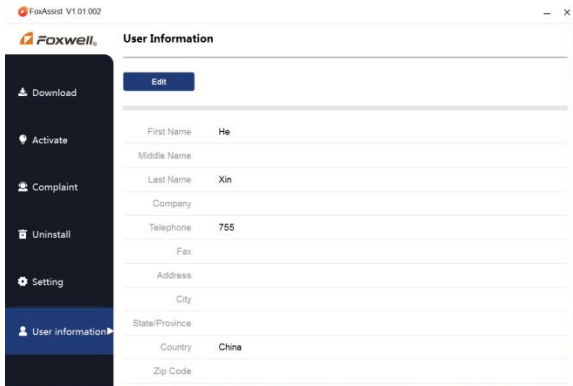 FoxAssist V1.01.002
FOXWELL®
User Information
Edit
Download
Activate
Complaint
Uninstall
Setting
User information
First Name He
Middle Name
Last Name Xin
Company
Telephone 755
Fax
Address
City
State/Province
Country China
Zip Code